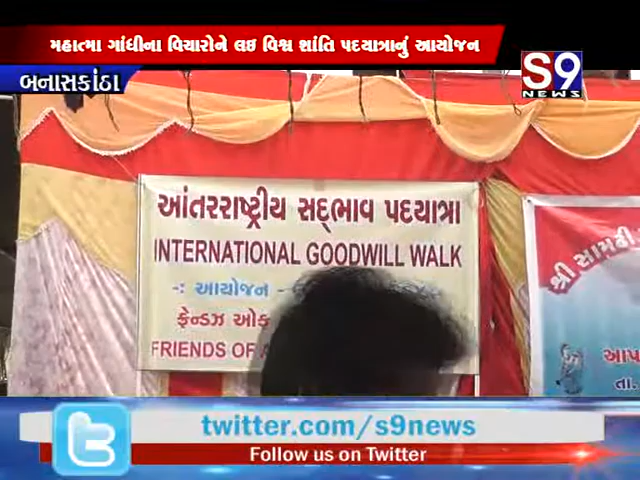 મહાત્મા ગાંધીના વિચારોને લઇ વિશ્વ શાંતિ પદયાત્રાનું આયોજન
S9
NEWS
બનાસકાંઠા
આંતરરાષ્ટ્રીય સદ્ભાવ પદયાત્રા
INTERNATIONAL GOODWILL WALK
-: આયોજન -
ફ્રેન્ડઝ ઓફ
FRIENDS OF
શ્રી સામઢી
આપ
તા.
twitter.com/s9news
Follow us on Twitter